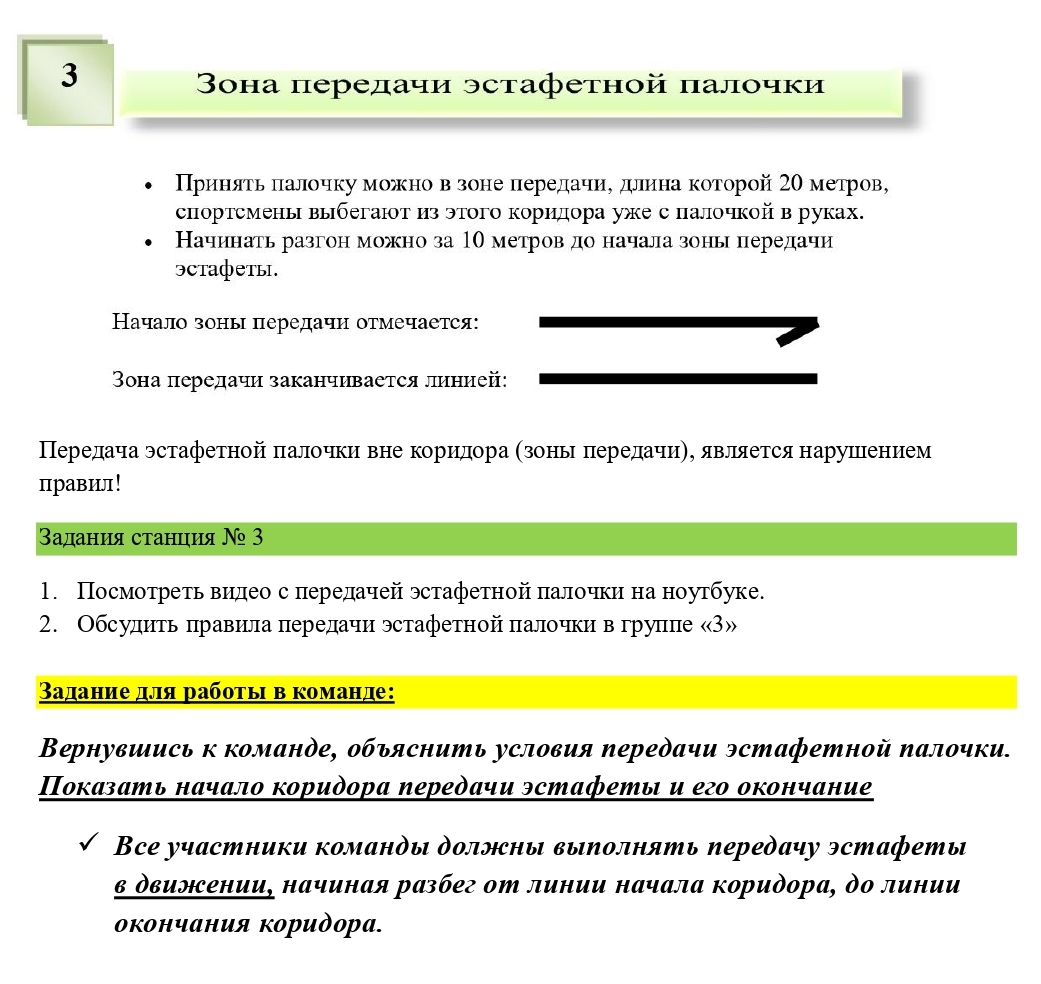 3
Зона передачи эстафетной палочки
• Принять палочку можно в зоне передачи, длина которой 20 метров,
спортсмены выбегают из этого коридора уже с палочкой в руках.
• Начинать разгон можно за 10 метров до начала зоны передачи
эстафеты.
Начало зоны передачи отмечается:
Зона передачи заканчивается линией:
Передача эстафетной палочки вне коридора (зоны передачи), является нарушением
правил!
Задания станция № 3
1. Посмотреть видео с передачей эстафетной палочки на ноутбуке.
2. Обсудить правила передачи эстафетной палочки в группе «3»
Задание для работы в команде:
Вернувшись к команде, объяснить условия передачи эстафетной палочки.
Показать начало коридора передачи эстафеты и его окончание
✓ Все участники команды должны выполнять передачу эстафеты
в движении, начиная разбег от линии начала коридора, до линии
окончания коридора.